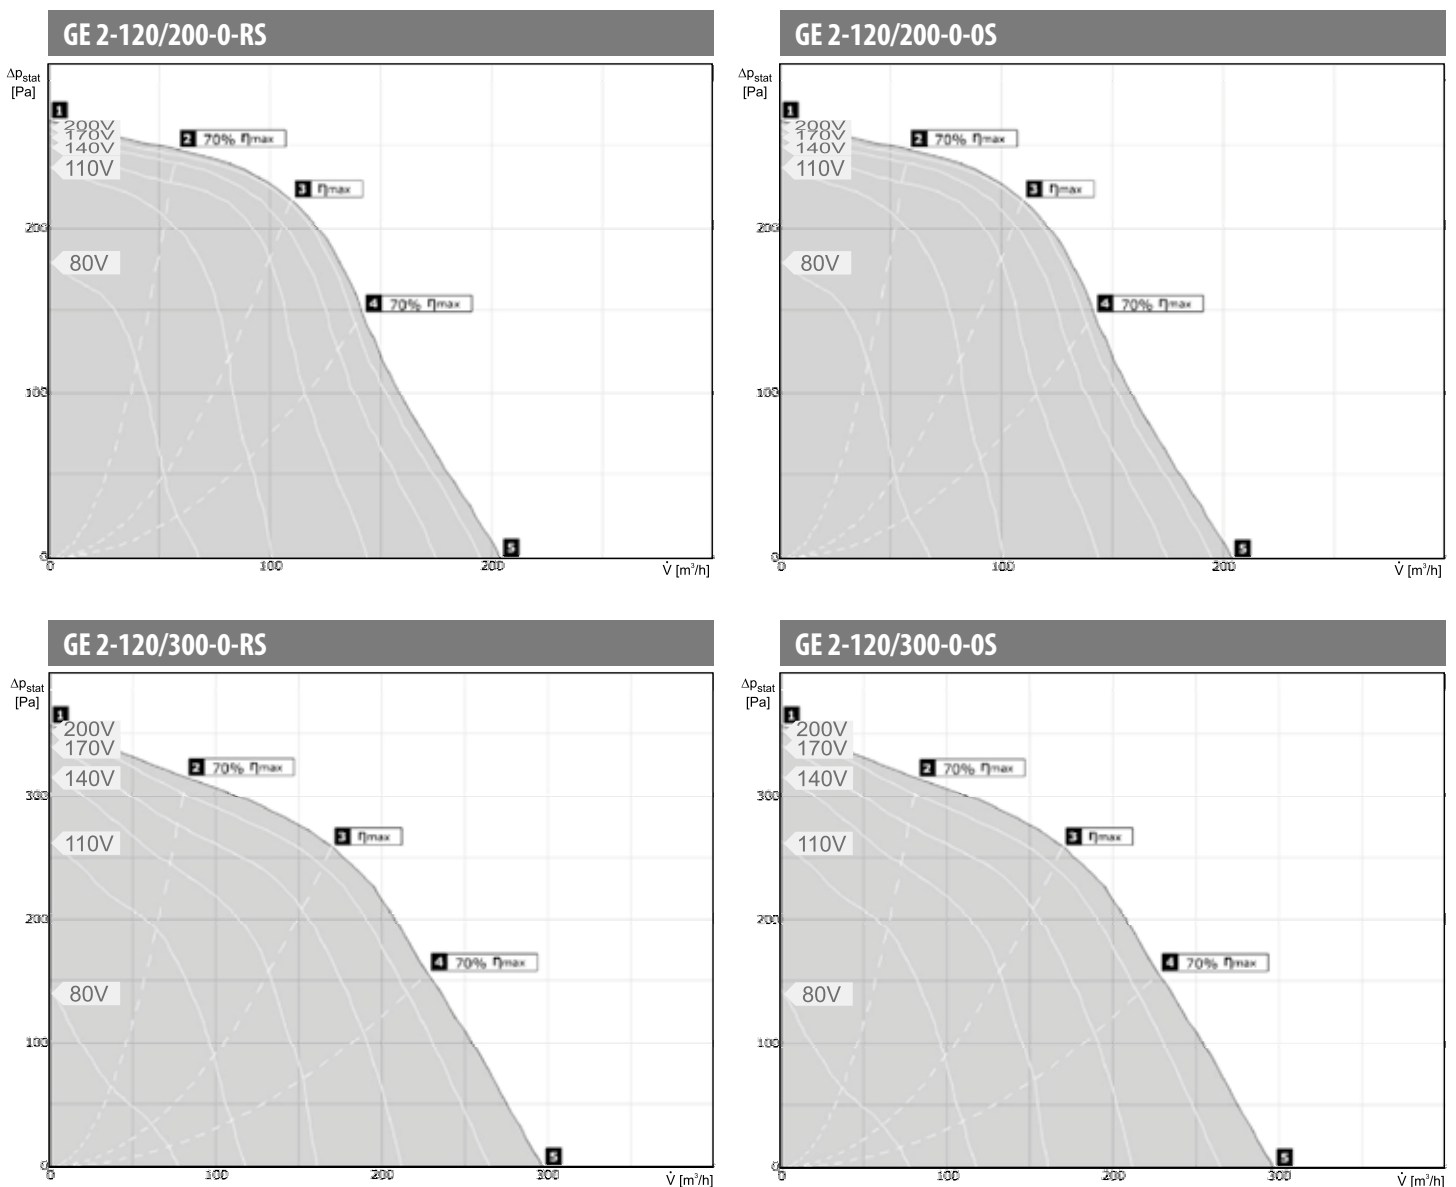 GE 2-120/200-0-RS
Δpstat
[Pa]
1
200V
170V
140V
110V
80V
2 70% ηmax
3 ηmax
4 70% ηmax
5
200
100
0
0 100 200 V̇ [m³/h]
GE 2-120/200-0-0S
Δpstat
[Pa]
1
200V
170V
140V
110V
80V
2 70% ηmax
3 ηmax
4 70% ηmax
5
200
100
0
0 100 200 V̇ [m³/h]
GE 2-120/300-0-RS
Δpstat
[Pa]
1
200V
170V
140V
110V
80V
2 70% ηmax
3 ηmax
4 70% ηmax
5
300
200
100
0
0 100 200 300 V̇ [m³/h]
GE 2-120/300-0-0S
Δpstat
[Pa]
1
200V
170V
140V
110V
80V
2 70% ηmax
3 ηmax
4 70% ηmax
5
300
200
100
0
0 100 200 300 V̇ [m³/h]